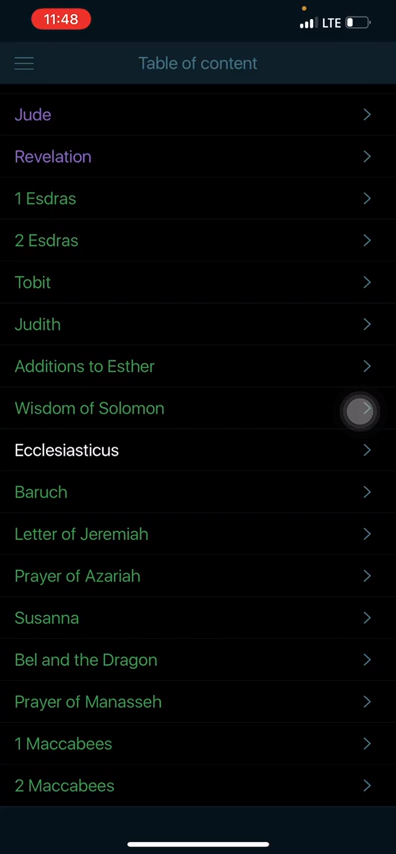 11:48
LTE
Table of content
Jude
Revelation
1 Esdras
2 Esdras
Tobit
Judith
Additions to Esther
Wisdom of Solomon
Ecclesiasticus
Baruch
Letter of Jeremiah
Prayer of Azariah
Susanna
Bel and the Dragon
Prayer of Manasseh
1 Maccabees
2 Maccabees